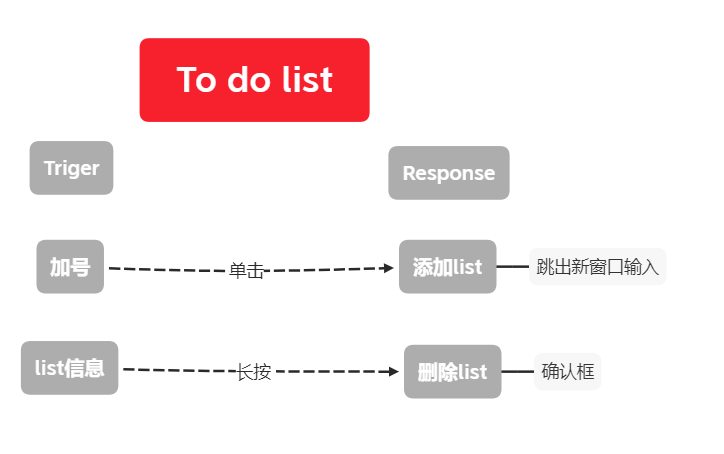 To do list
Triger
Response
加号
单击
添加list
跳出新窗口输入
list信息
长按
删除list
确认框